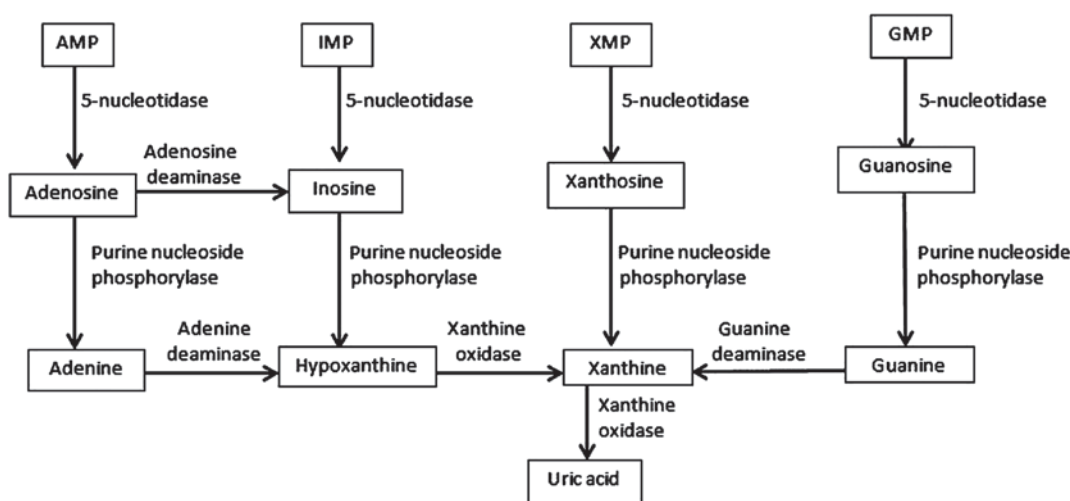 AMP
IMP
XMP
GMP
5-nucleotidase
5-nucleotidase
5-nucleotidase
5-nucleotidase
Adenosine
deaminase
Adenosine
Inosine
Xanthosine
Guanosine
Purine nucleoside
phosphorylase
Purine nucleoside
phosphorylase
Purine nucleoside
phosphorylase
Purine nucleoside
phosphorylase
Adenine
deaminase
Xanthine
oxidase
Guanine
deaminase
Adenine
Hypoxanthine
Xanthine
Guanine
Xanthine
oxidase
Uric acid